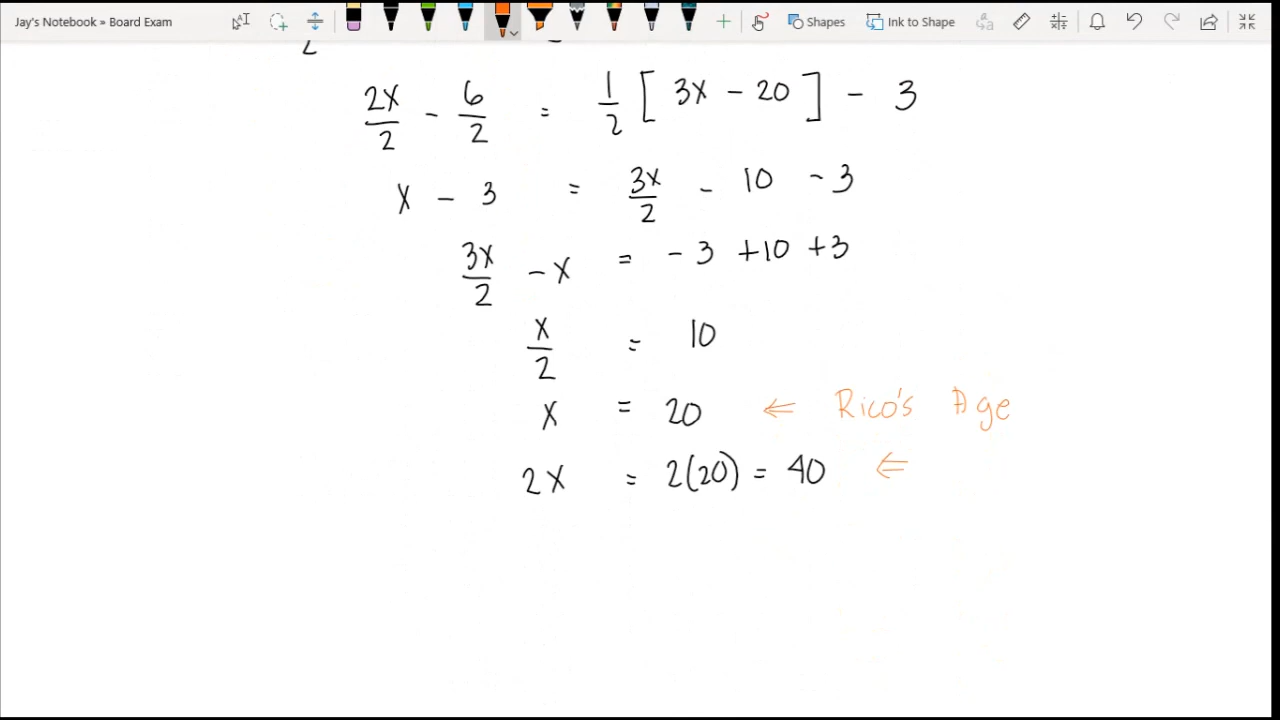 Jay's Notebook » Board Exam Shapes Ink to Shape
2
2x/2 - 6/2 = 1/2 [ 3x - 20 ] - 3
x - 3 = 3x/2 - 10 - 3
3x/2 - x = - 3 + 10 + 3
x/2 = 10
x = 20 ← Rico's Age
2x = 2(20) = 40 ←